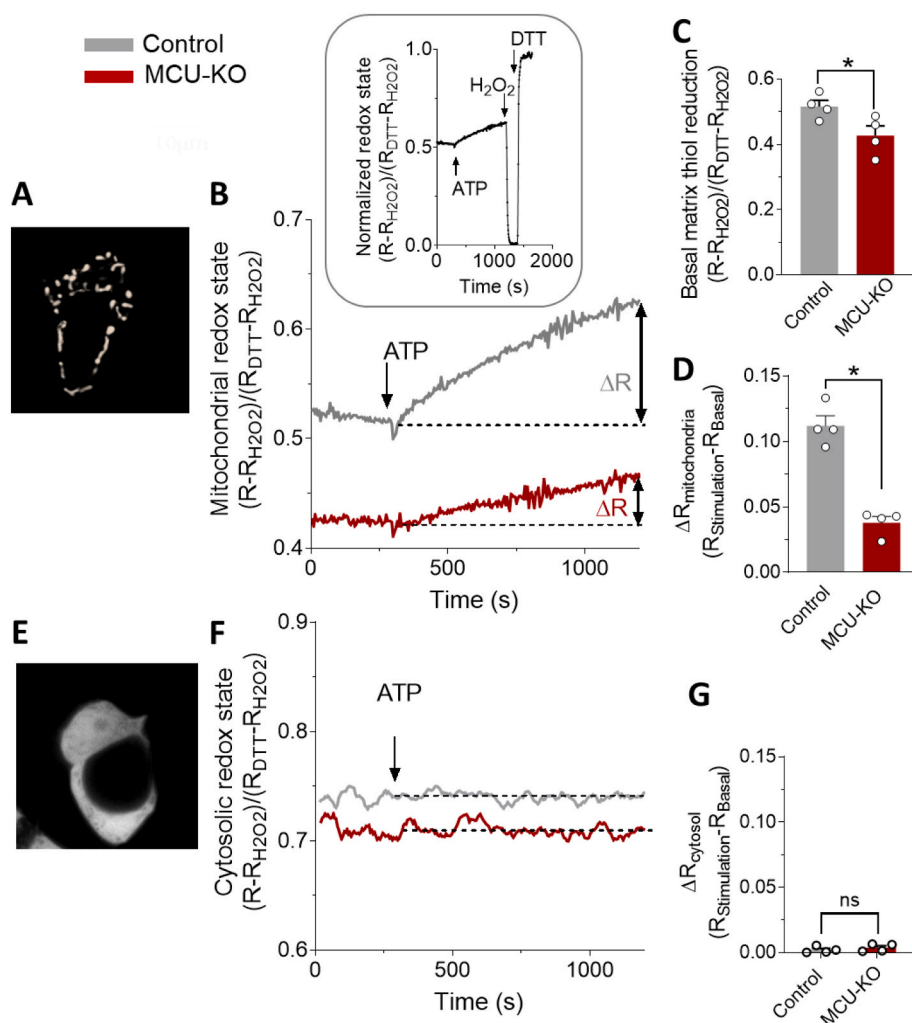 Control
MCU-KO
10µm
A
B
Normalized redox state
(R-RH2O2)/(RDTT-RH2O2)
1.0
0.5
0.0
ATP
H2O2
DTT
0
1000
2000
Time (s)
Mitochondrial redox state
(R-RH2O2)/(RDTT-RH2O2)
0.7
0.6
0.5
0.4
ATP
ΔR
ΔR
0
500
1000
Time (s)
C
Basal matrix thiol reduction
(R-RH2O2)/(RDTT-RH2O2)
0.6
0.4
0.2
0.0
*
Control
MCU-KO
D
ΔRmitochondria
(RStimulation-RBasal)
0.15
0.10
0.05
0.00
*
Control
MCU-KO
E
F
Cytosolic redox state
(R-RH2O2)/(RDTT-RH2O2)
0.9
0.8
0.7
0.6
ATP
0
500
1000
Time (s)
G
ΔRcytosol
(RStimulation-RBasal)
0.15
0.10
0.05
0.00
ns
Control
MCU-KO